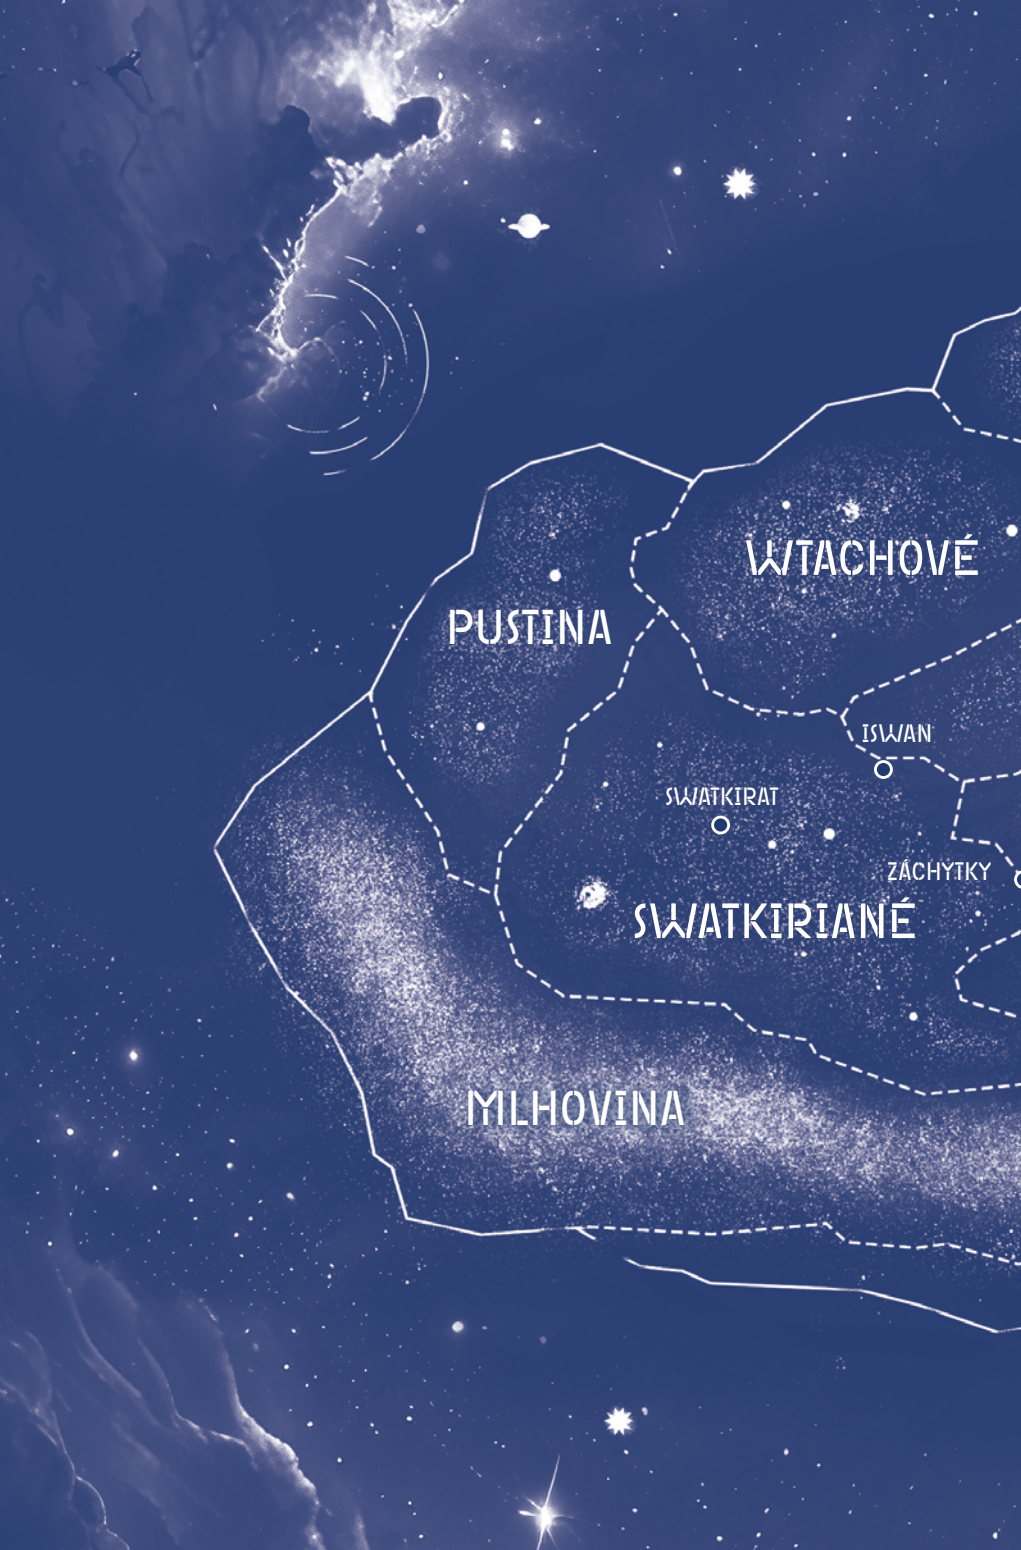 WTACHOVÉ
PUSTINA
ISWAN
SWATKIRAT
ZÁCHYTKY
SWATKIRIANÉ
MLHOVINA